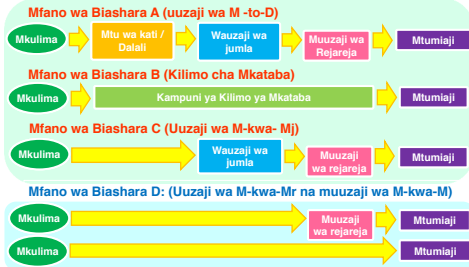 Mfano wa Biashara A (uuzaji wa M -to-D)
Mkulima
Mtu wa kati /
Dalali
Wauzaji wa
jumla
Muuzaji wa
Rejareja
Mtumiaji
Mfano wa Biashara B (Kilimo cha Mkataba)
Mkulima
Kampuni ya Kilimo ya Mkataba
Mtumiaji
Mfano wa Biashara C (Uuzaji wa M-kwa- Mj)
Mkulima
Wauzaji wa
jumla
Muuzaji
wa rejareja
Mtumiaji
Mfano wa Biashara D: (Uuzaji wa M-kwa-Mr na muuzaji wa M-kwa-M)
Mkulima
Muuzaji
wa rejareja
Mtumiaji
Mkulima
Mtumiaji